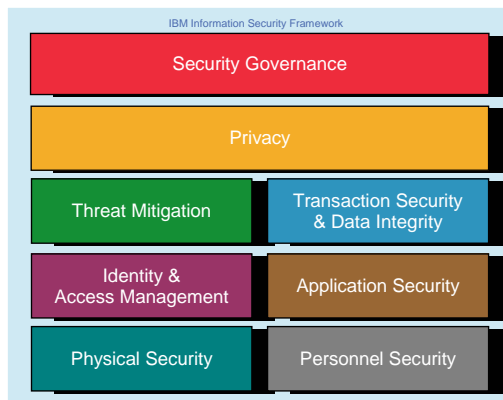 IBM Information Security Framework
Security Governance
Privacy
Threat Mitigation
Transaction Security
& Data Integrity
Identity &
Access Management
Application Security
Physical Security
Personnel Security